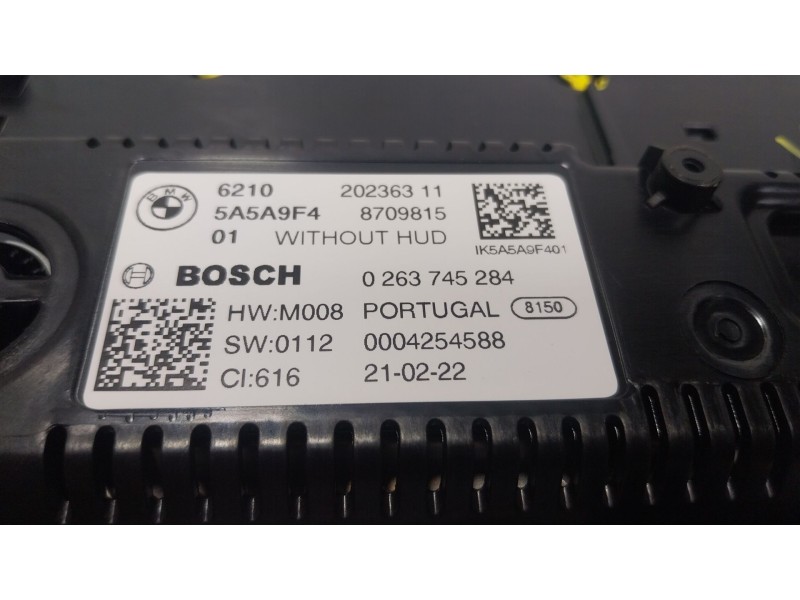 BMW
6210 202363 11
5A5A9F4 8709815
01 WITHOUT HUD
IK5A5A9F401
BOSCH 0 263 745 284
HW:M008 PORTUGAL 8150
SW:0112 0004254588
CI:616 21-02-22